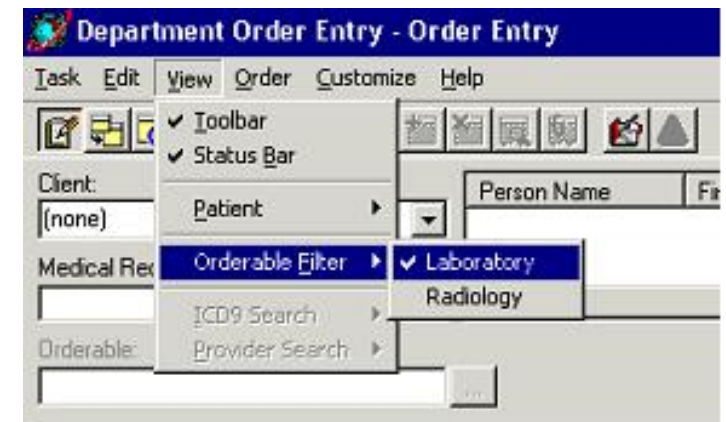 Department Order Entry - Order Entry
Task Edit View Order Customize Help
Toolbar
Status Bar
Client:
Person Name
(none)
Patient
Orderable Filter
Laboratory
Radiology
Medical
ICD9 Search
Provider Search
Orderable:
...